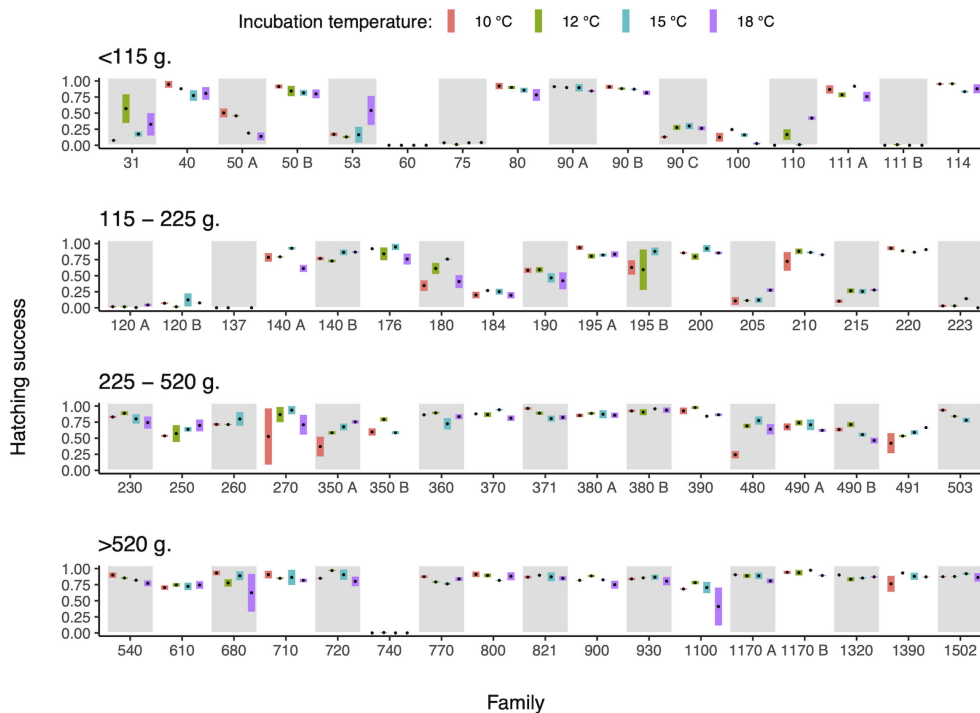 Incubation temperature: 10 °C 12 °C 15 °C 18 °C
<115 g.
1.00
0.75
0.50
0.25
0.00
31 40 50 A 50 B 53 60 75 80 90 A 90 B 90 C 100 110 111 A 111 B 114
115 – 225 g.
1.00
0.75
0.50
0.25
0.00
120 A 120 B 137 140 A 140 B 176 180 184 190 195 A 195 B 200 205 210 215 220 223
Hatching success
225 – 520 g.
1.00
0.75
0.50
0.25
0.00
230 250 260 270 350 A 350 B 360 370 371 380 A 380 B 390 480 490 A 490 B 491 503
>520 g.
1.00
0.75
0.50
0.25
0.00
540 610 680 710 720 740 770 800 821 900 930 1100 1170 A 1170 B 1320 1390 1502
Family